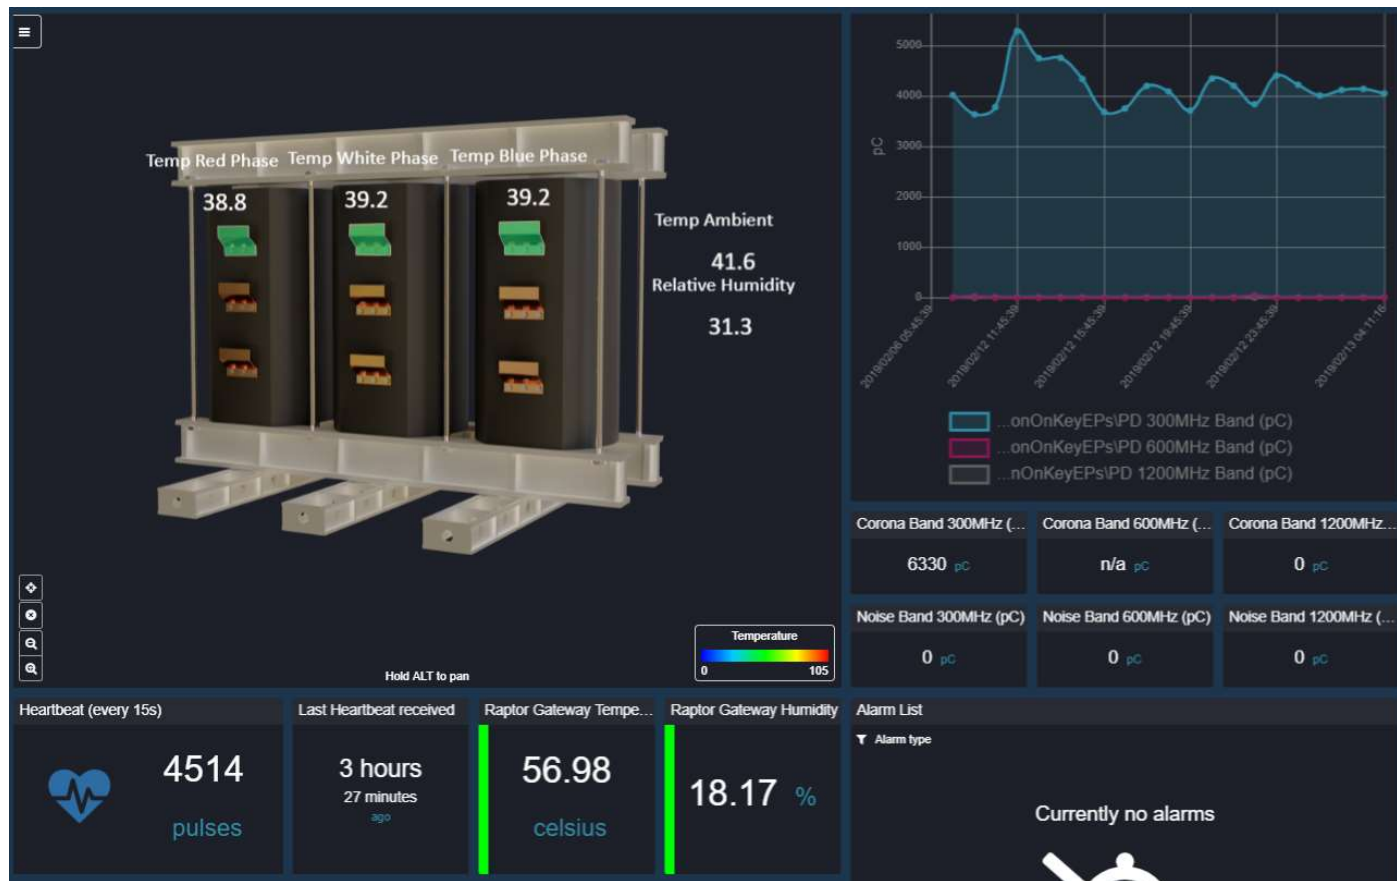 Temp Red Phase Temp White Phase Temp Blue Phase
38.8 39.2 39.2
Temp Ambient
41.6
Relative Humidity
31.3
Temperature
0 105
Hold ALT to pan
5000
4000
3000
2000
1000
0
pC
2019/02/06 05:45:39
2019/02/12 11:45:39
2019/02/12 15:45:39
2019/02/12 19:45:39
2019/02/12 23:45:39
2019/02/13 04:11:16
...onOnKeyEPs\PD 300MHz Band (pC)
...onOnKeyEPs\PD 600MHz Band (pC)
...nOnKeyEPs\PD 1200MHz Band (pC)
Corona Band 300MHz (... Corona Band 600MHz (... Corona Band 1200MHz...
6330 pC n/a pC 0 pC
Noise Band 300MHz (pC) Noise Band 600MHz (pC) Noise Band 1200MHz (...
0 pC 0 pC 0 pC
Heartbeat (every 15s)
4514
pulses
Last Heartbeat received
3 hours
27 minutes
ago
Raptor Gateway Tempe...
56.98
celsius
Raptor Gateway Humidity
18.17 %
Alarm List
Alarm type
Currently no alarms